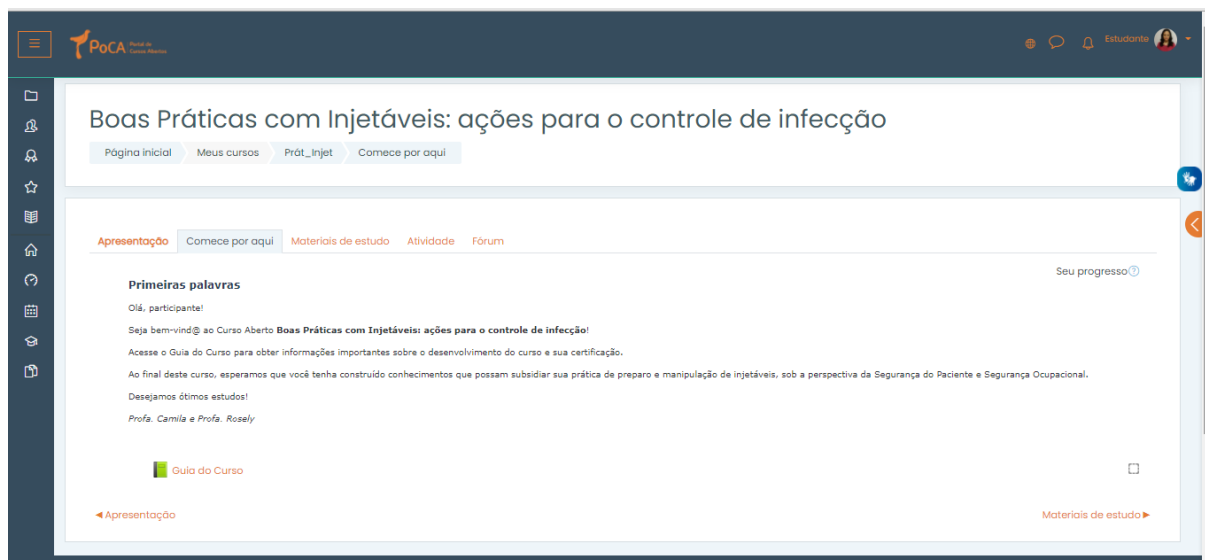 PoCA Portal de Cursos Abertos
Estudante
Boas Práticas com Injetáveis: ações para o controle de infecção
Página inicial Meus cursos Prát_Injet Comece por aqui
Apresentação Comece por aqui Materiais de estudo Atividade Fórum
Seu progresso
Primeiras palavras
Olá, participante!
Seja bem-vind@ ao Curso Aberto Boas Práticas com Injetáveis: ações para o controle de infecção!
Acesse o Guia do Curso para obter informações importantes sobre o desenvolvimento do curso e sua certificação.
Ao final deste curso, esperamos que você tenha construído conhecimentos que possam subsidiar sua prática de preparo e manipulação de injetáveis, sob a perspectiva da Segurança do Paciente e Segurança Ocupacional.
Desejamos ótimos estudos!
Profa. Camila e Profa. Rosely
Guia do Curso
◄ Apresentação
Materiais de estudo ►